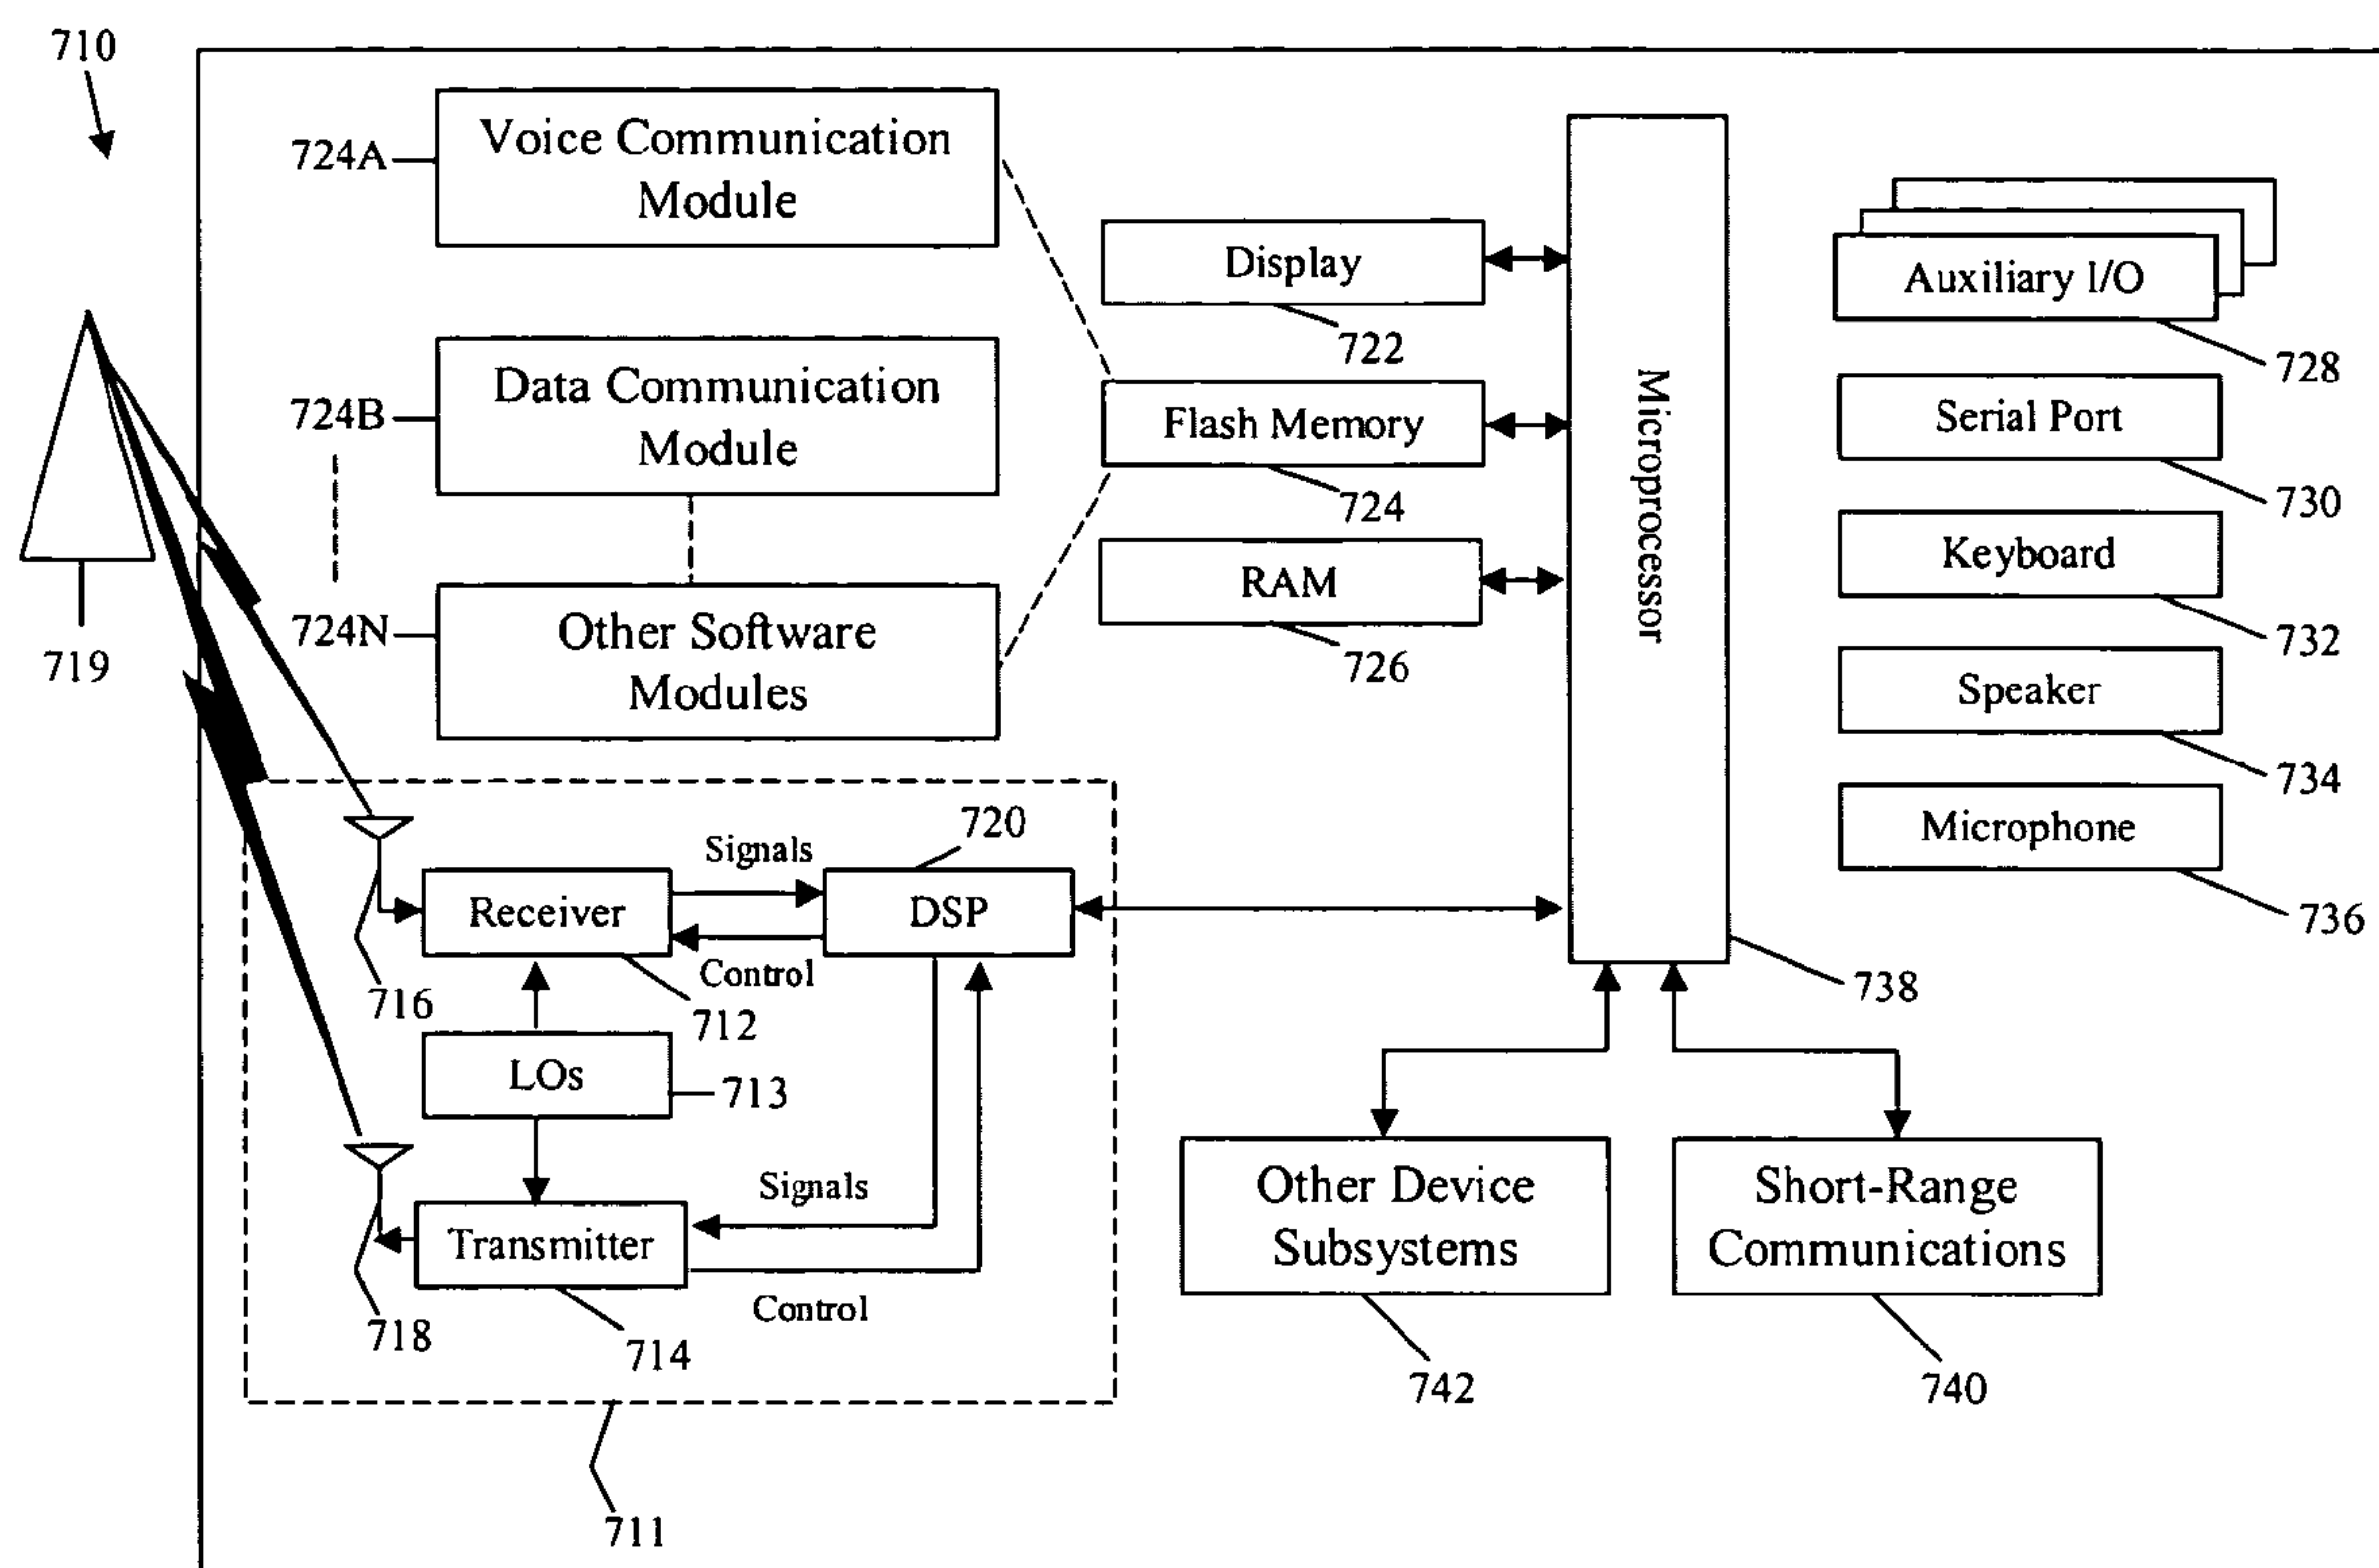 710
724A
Voice Communication
Module
Display
722
Auxiliary I/O
728
724B
Data Communication
Module
Flash Memory
724
Serial Port
730
RAM
726
Microprocessor
Keyboard
732
724N
Other Software
Modules
719
Speaker
734
Microphone
736
738
720
Signals
Receiver
DSP
Control
716
712
LOs
713
Signals
Transmitter
Control
718
714
Other Device
Subsystems
742
Short-Range
Communications
740
711